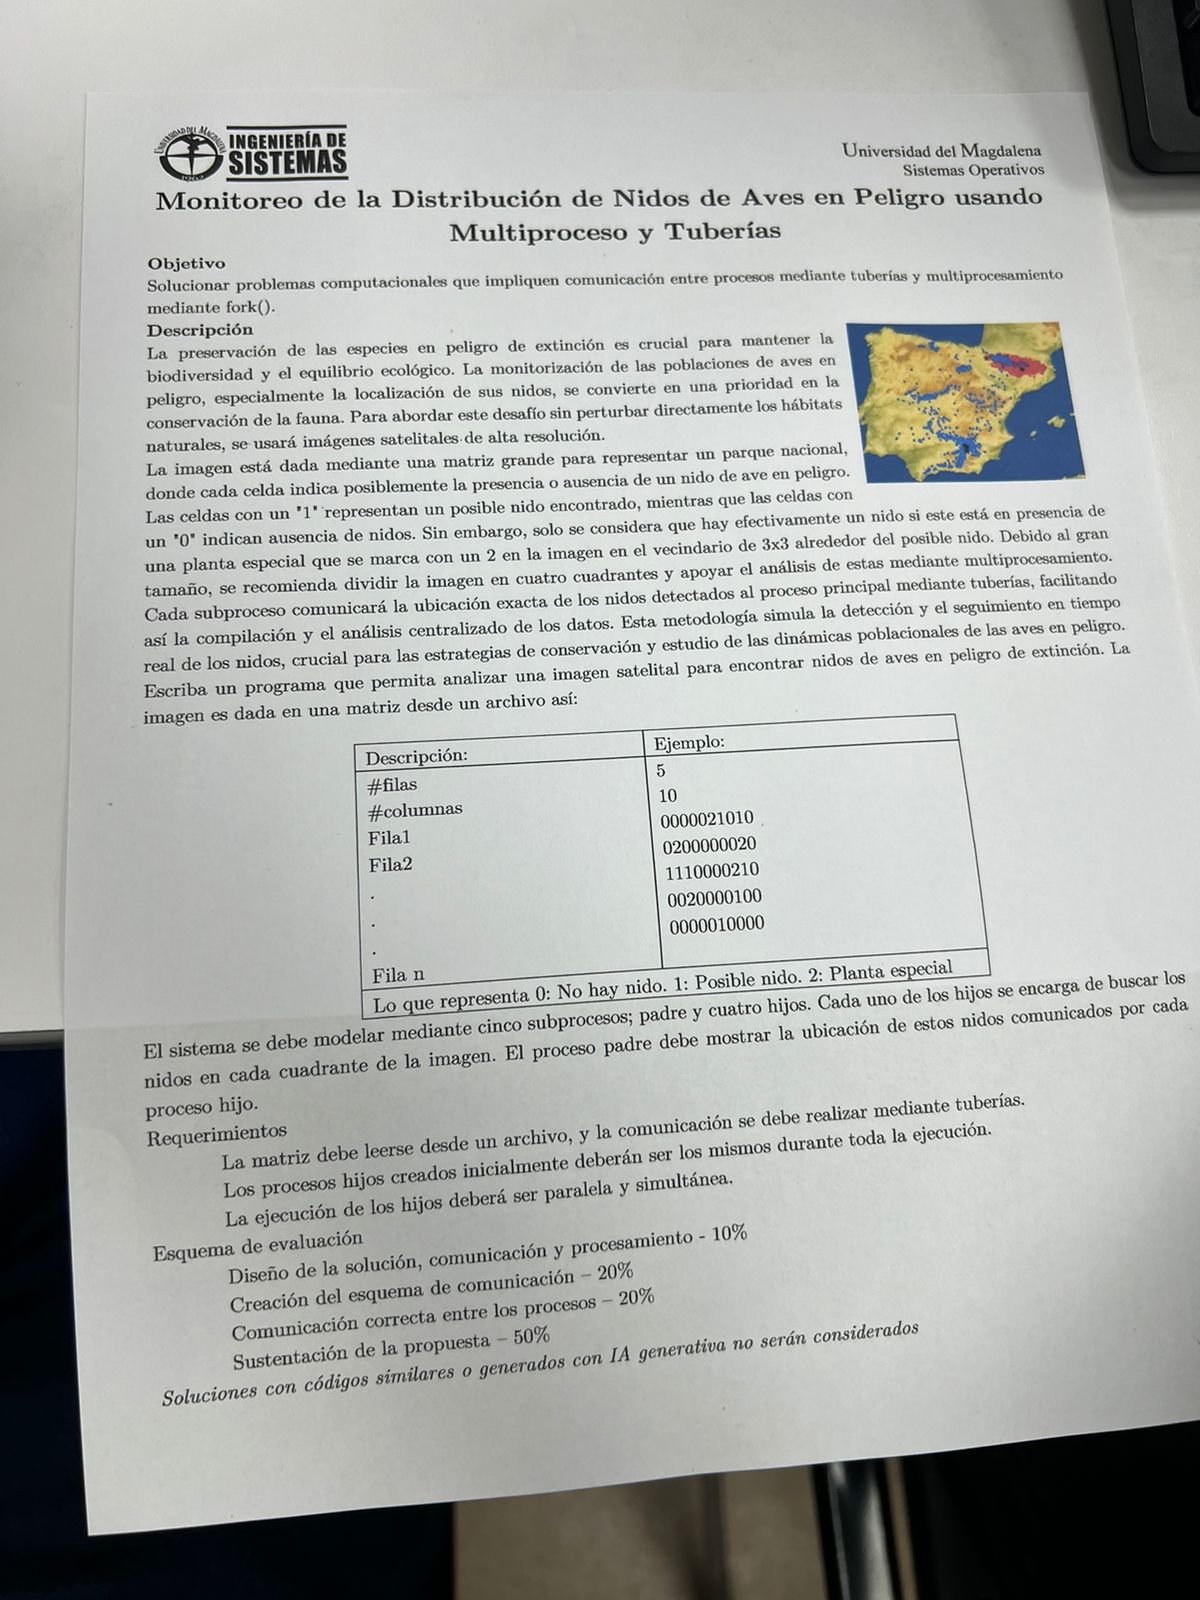 UNIVERSIDAD DEL MAGDALENA
INGENIERÍA DE
SISTEMAS
Universidad del Magdalena
Sistemas Operativos
Monitoreo de la Distribución de Nidos de Aves en Peligro usando
Multiproceso y Tuberías
Objetivo
Solucionar problemas computacionales que impliquen comunicación entre procesos mediante tuberías y multiprocesamiento
mediante fork().
Descripción
La preservación de las especies en peligro de extinción es crucial para mantener la
biodiversidad y el equilibrio ecológico. La monitorización de las poblaciones de aves en
peligro, especialmente la localización de sus nidos, se convierte en una prioridad en la
conservación de la fauna. Para abordar este desafío sin perturbar directamente los hábitats
naturales, se usará imágenes satelitales de alta resolución.
La imagen está dada mediante una matriz grande para representar un parque nacional,
donde cada celda indica posiblemente la presencia o ausencia de un nido de ave en peligro.
Las celdas con un "1" representan un posible nido encontrado, mientras que las celdas con
un "0" indican ausencia de nidos. Sin embargo, solo se considera que hay efectivamente un nido si este está en presencia de
una planta especial que se marca con un 2 en la imagen en el vecindario de 3x3 alrededor del posible nido. Debido al gran
tamaño, se recomienda dividir la imagen en cuatro cuadrantes y apoyar el análisis de estas mediante multiprocesamiento.
Cada subproceso comunicará la ubicación exacta de los nidos detectados al proceso principal mediante tuberías, facilitando
así la compilación y el análisis centralizado de los datos. Esta metodología simula la detección y el seguimiento en tiempo
real de los nidos, crucial para las estrategias de conservación y estudio de las dinámicas poblacionales de las aves en peligro.
Escriba un programa que permita analizar una imagen satelital para encontrar nidos de aves en peligro de extinción. La
imagen es dada en una matriz desde un archivo así:
Descripción:
#filas
#columnas
Fila1
Fila2
.
.
.
Fila n
Ejemplo:
5
10
0000021010
0200000020
1110000210
0020000100
0000010000
Lo que representa 0: No hay nido. 1: Posible nido. 2: Planta especial
El sistema se debe modelar mediante cinco subprocesos; padre y cuatro hijos. Cada uno de los hijos se encarga de buscar los
nidos en cada cuadrante de la imagen. El proceso padre debe mostrar la ubicación de estos nidos comunicados por cada
proceso hijo.
Requerimientos
La matriz debe leerse desde un archivo, y la comunicación se debe realizar mediante tuberías.
Los procesos hijos creados inicialmente deberán ser los mismos durante toda la ejecución.
La ejecución de los hijos deberá ser paralela y simultánea.
Esquema de evaluación
Diseño de la solución, comunicación y procesamiento - 10%
Creación del esquema de comunicación – 20%
Comunicación correcta entre los procesos – 20%
Sustentación de la propuesta – 50%
Soluciones con códigos similares o generados con IA generativa no serán considerados